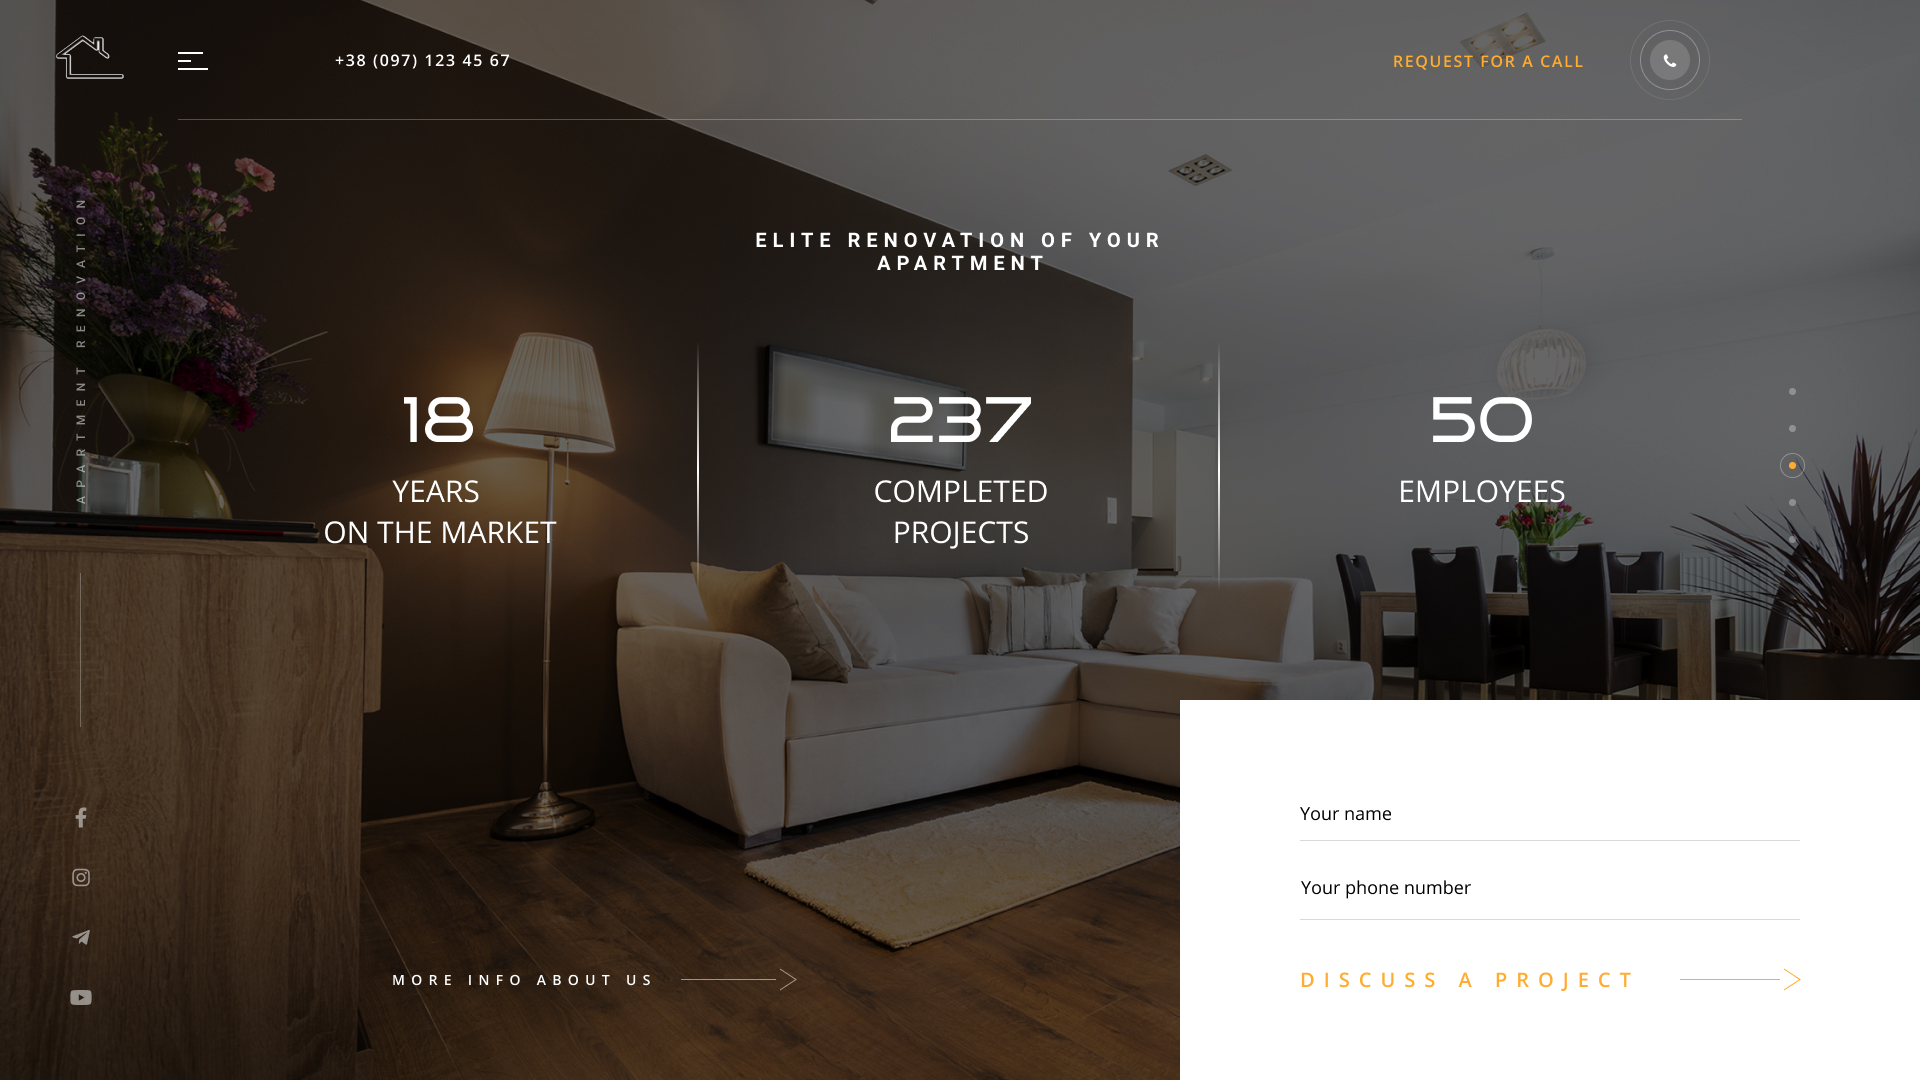 +38 (097) 123 45 67
REQUEST FOR A CALL
APARTMENT RENOVATION
ELITE RENOVATION OF YOUR
APARTMENT
18
YEARS
ON THE MARKET
237
COMPLETED
PROJECTS
50
EMPLOYEES
Your name
Your phone number
MORE INFO ABOUT US
DISCUSS A PROJECT